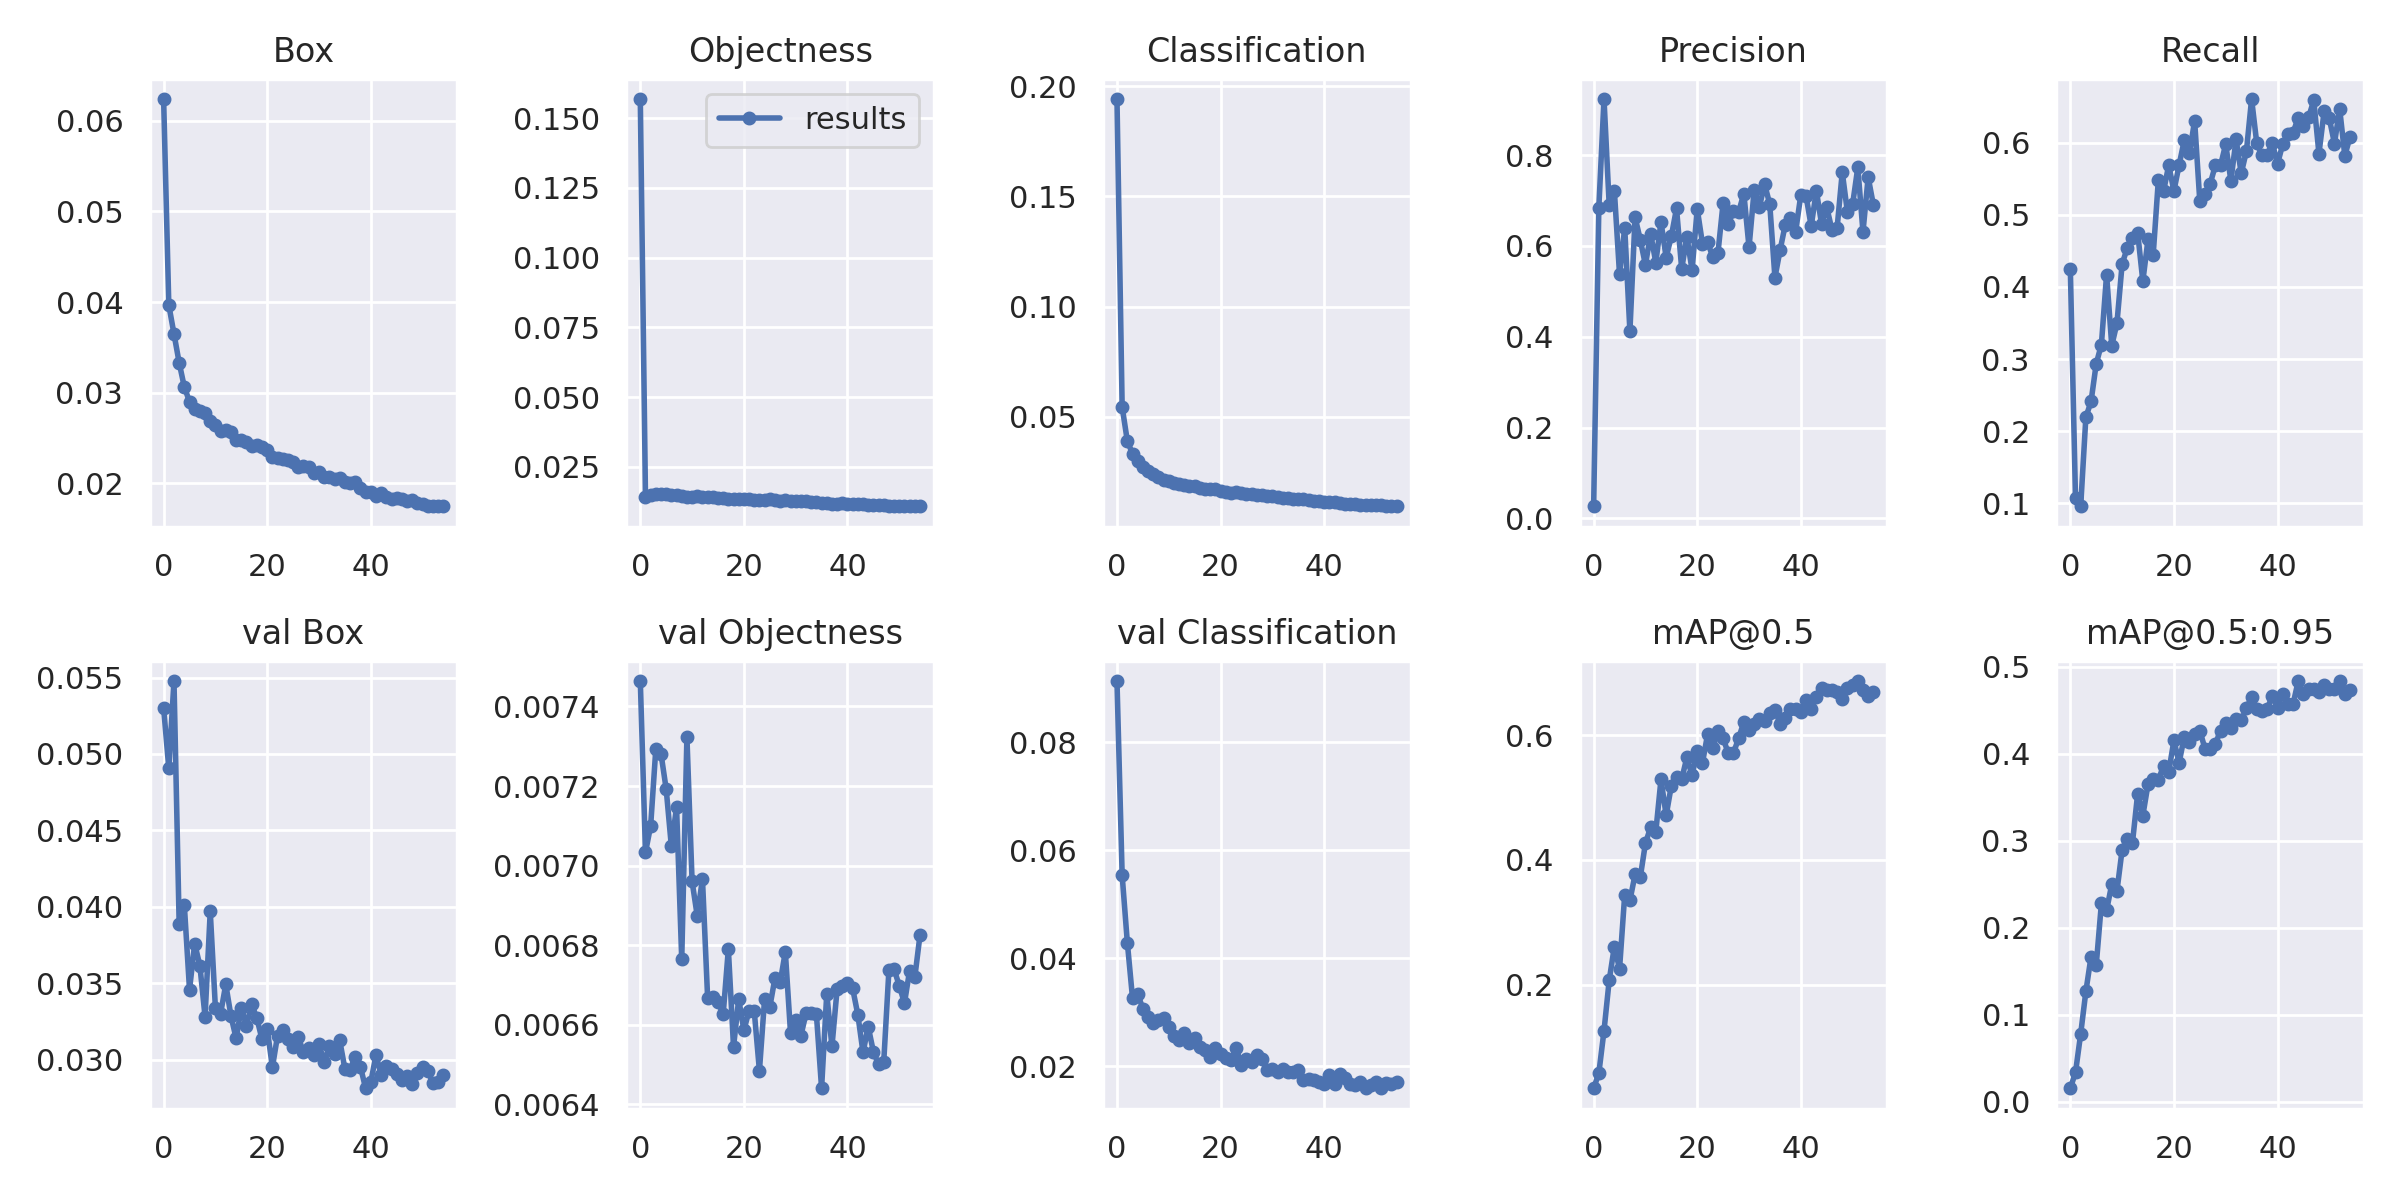 Box
0.06
0.05
0.04
0.03
0.02
0 20 40
Objectness
results
0.150
0.125
0.100
0.075
0.050
0.025
0 20 40
Classification
0.20
0.15
0.10
0.05
0 20 40
Precision
0.8
0.6
0.4
0.2
0.0
0 20 40
Recall
0.6
0.5
0.4
0.3
0.2
0.1
0 20 40
val Box
0.055
0.050
0.045
0.040
0.035
0.030
0 20 40
val Objectness
0.0074
0.0072
0.0070
0.0068
0.0066
0.0064
0 20 40
val Classification
0.08
0.06
0.04
0.02
0 20 40
mAP@0.5
0.6
0.4
0.2
0 20 40
mAP@0.5:0.95
0.5
0.4
0.3
0.2
0.1
0.0
0 20 40